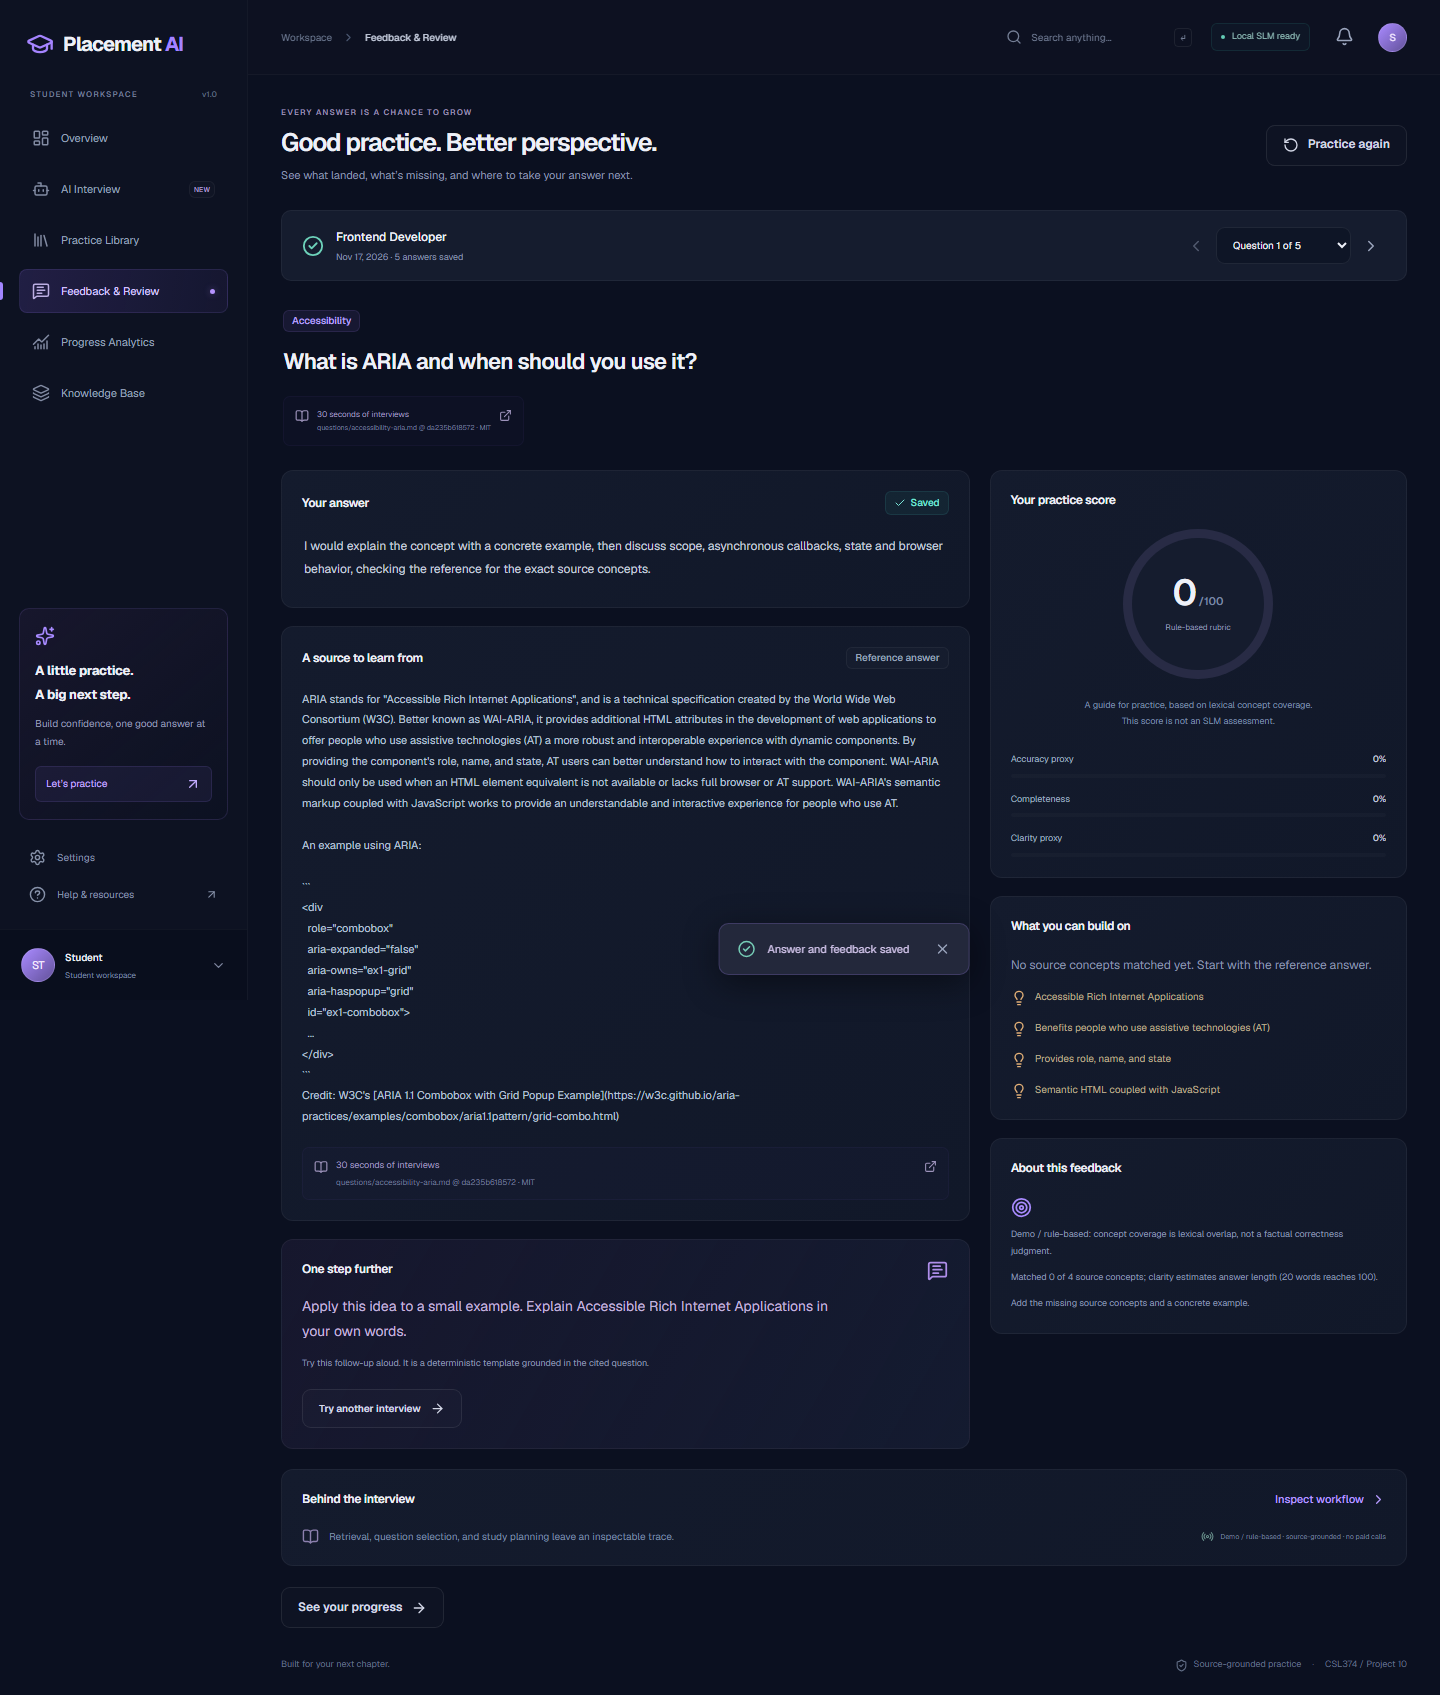 Placement AI
STUDENT WORKSPACE v1.0
Overview
AI Interview NEW
Practice Library
Feedback & Review
Progress Analytics
Knowledge Base
A little practice.
A big next step.
Build confidence, one good answer at
a time.
Let's practice
Settings
Help & resources
ST
Student
Student workspace
Workspace > Feedback & Review
Search anything...
Local SLM ready
S
EVERY ANSWER IS A CHANCE TO GROW
Good practice. Better perspective.
See what landed, what's missing, and where to take your answer next.
Practice again
Frontend Developer
Nov 17, 2026 · 5 answers saved
Question 1 of 5
Accessibility
What is ARIA and when should you use it?
30 seconds of interviews
questions/accessibility-aria.md @ da235b618572 · MIT
Your answer
Saved
I would explain the concept with a concrete example, then discuss scope, asynchronous callbacks, state and browser
behavior, checking the reference for the exact source concepts.
A source to learn from
Reference answer
ARIA stands for "Accessible Rich Internet Applications", and is a technical specification created by the World Wide Web
Consortium (W3C). Better known as WAI-ARIA, it provides additional HTML attributes in the development of web applications to
offer people who use assistive technologies (AT) a more robust and interoperable experience with dynamic components. By
providing the component's role, name, and state, AT users can better understand how to interact with the component. WAI-ARIA
should only be used when an HTML element equivalent is not available or lacks full browser or AT support. WAI-ARIA's semantic
markup coupled with JavaScript works to provide an understandable and interactive experience for people who use AT.
An example using ARIA:
```
<div
role="combobox"
aria-expanded="false"
aria-owns="ex1-grid"
aria-haspopup="grid"
id="ex1-combobox">
…
</div>
```
Credit: W3C's [ARIA 1.1 Combobox with Grid Popup Example](https://w3c.github.io/aria-
practices/examples/combobox/aria1.1pattern/grid-combo.html)
30 seconds of interviews
questions/accessibility-aria.md @ da235b618572 · MIT
Answer and feedback saved
One step further
Apply this idea to a small example. Explain Accessible Rich Internet Applications in
your own words.
Try this follow-up aloud. It is a deterministic template grounded in the cited question.
Try another interview
Your practice score
0 /100
Rule-based rubric
A guide for practice, based on lexical concept coverage.
This score is not an SLM assessment.
Accuracy proxy 0%
Completeness 0%
Clarity proxy 0%
What you can build on
No source concepts matched yet. Start with the reference answer.
Accessible Rich Internet Applications
Benefits people who use assistive technologies (AT)
Provides role, name, and state
Semantic HTML coupled with JavaScript
About this feedback
Demo / rule-based: concept coverage is lexical overlap, not a factual correctness
judgment.
Matched 0 of 4 source concepts; clarity estimates answer length (20 words reaches 100).
Add the missing source concepts and a concrete example.
Behind the interview
Inspect workflow
Retrieval, question selection, and study planning leave an inspectable trace.
Demo / rule-based · source-grounded · no paid calls
See your progress
Built for your next chapter.
Source-grounded practice · CSL374 / Project 10